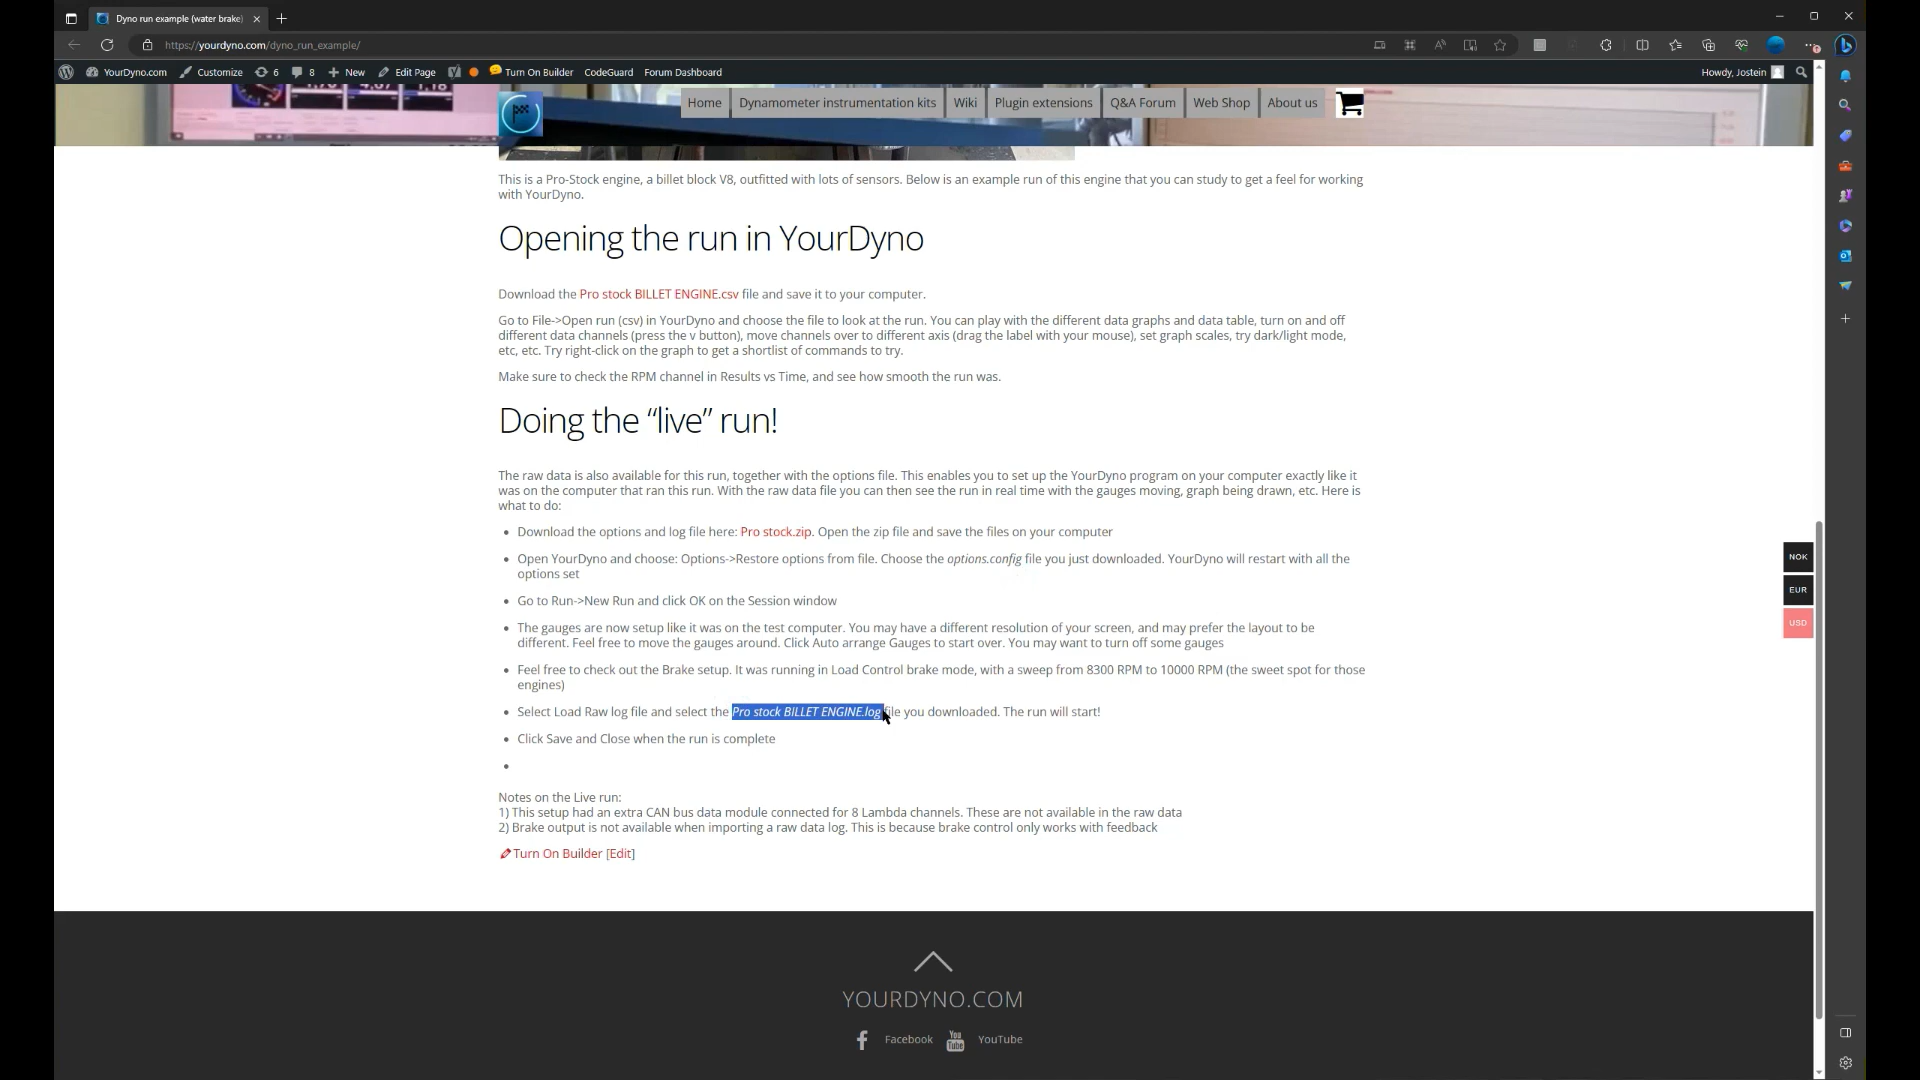 Dyno run example (water brake)
https://yourdyno.com/dyno_run_example/
YourDyno.com Customize 6 8 New Edit Page Turn On Builder CodeGuard Forum Dashboard Howdy, Jostein
Home Dynamometer instrumentation kits Wiki Plugin extensions Q&A Forum Web Shop About us
This is a Pro-Stock engine, a billet block V8, outfitted with lots of sensors. Below is an example run of this engine that you can study to get a feel for working
with YourDyno.
Opening the run in YourDyno
Download the Pro stock BILLET ENGINE.csv file and save it to your computer.
Go to File->Open run (csv) in YourDyno and choose the file to look at the run. You can play with the different data graphs and data table, turn on and off
different data channels (press the v button), move channels over to different axis (drag the label with your mouse), set graph scales, try dark/light mode,
etc, etc. Try right-click on the graph to get a shortlist of commands to try.
Make sure to check the RPM channel in Results vs Time, and see how smooth the run was.
Doing the “live” run!
The raw data is also available for this run, together with the options file. This enables you to set up the YourDyno program on your computer exactly like it
was on the computer that ran this run. With the raw data file you can then see the run in real time with the gauges moving, graph being drawn, etc. Here is
what to do:
• Download the options and log file here: Pro stock.zip. Open the zip file and save the files on your computer
• Open YourDyno and choose: Options->Restore options from file. Choose the options.config file you just downloaded. YourDyno will restart with all the
options set
• Go to Run->New Run and click OK on the Session window
• The gauges are now setup like it was on the test computer. You may have a different resolution of your screen, and may prefer the layout to be
different. Feel free to move the gauges around. Click Auto arrange Gauges to start over. You may want to turn off some gauges
• Feel free to check out the Brake setup. It was running in Load Control brake mode, with a sweep from 8300 RPM to 10000 RPM (the sweet spot for those
engines)
• Select Load Raw log file and select the Pro stock BILLET ENGINE.log file you downloaded. The run will start!
• Click Save and Close when the run is complete
•
Notes on the Live run:
1) This setup had an extra CAN bus data module connected for 8 Lambda channels. These are not available in the raw data
2) Brake output is not available when importing a raw data log. This is because brake control only works with feedback
Turn On Builder [Edit]
NOK
EUR
USD
YOURDYNO.COM
Facebook YouTube